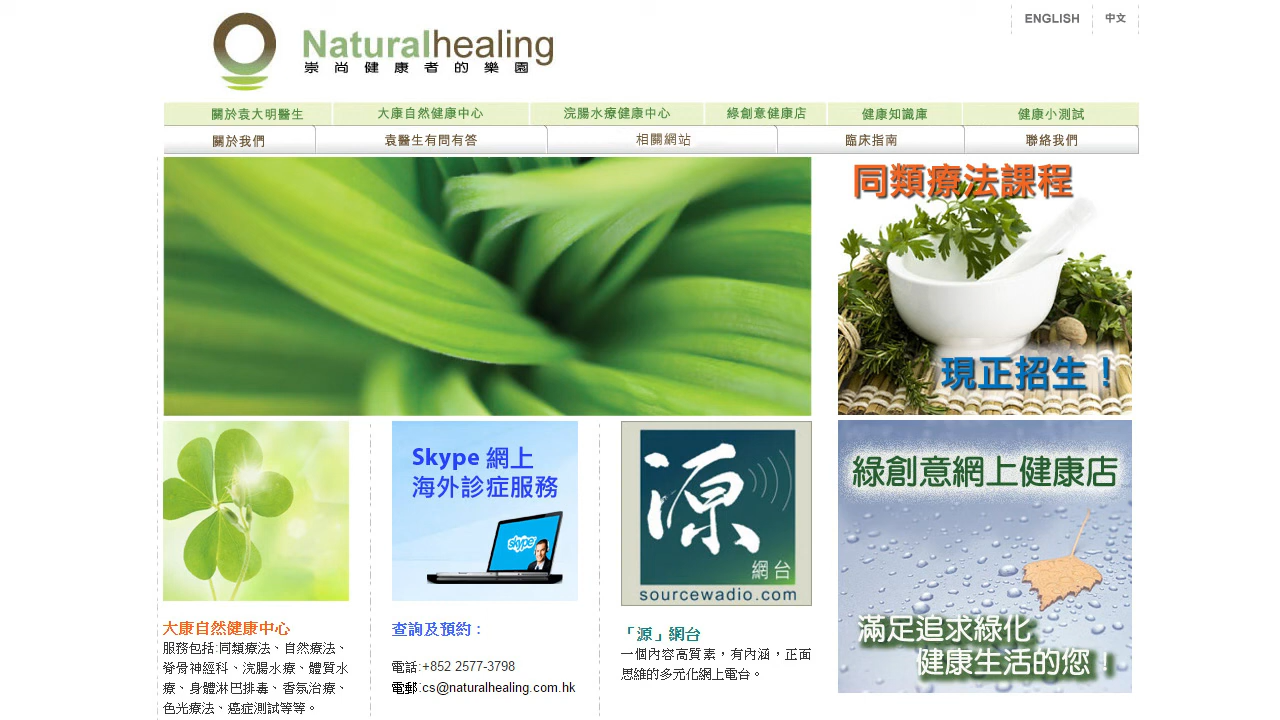 ENGLISH 中文
Naturalhealing
崇尚健康者的樂園
關於袁大明醫生 大康自然健康中心 浣腸水療健康中心 綠創意健康店 健康知識庫 健康小測試
關於我們 袁醫生有問有答 相關網站 臨床指南 聯絡我們
同類療法課程
現正招生！
Skype 網上
海外診症服務
skype
源
網台
sourcewadio.com
綠創意網上健康店
滿足追求綠化
健康生活的您！
大康自然健康中心
服務包括:同類療法、自然療法、
脊骨神經科、浣腸水療、體質水
療、身體淋巴排毒、香氛治療、
色光療法、癌症測試等等。
查詢及預約：
電話:+852 2577-3798
電郵:cs@naturalhealing.com.hk
「源」網台
一個內容高質素，有內涵，正面
思維的多元化網上電台。